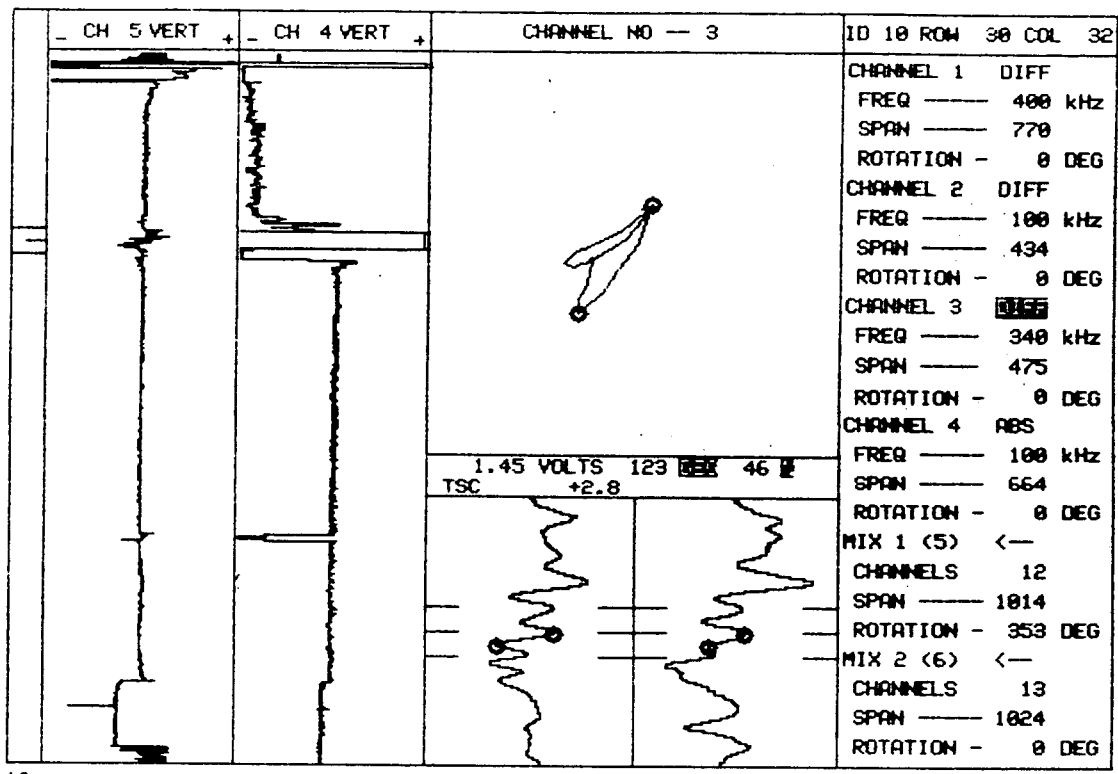 _ CH 5 VERT +
_ CH 4 VERT +
CHANNEL NO -- 3
ID 10 ROW 30 COL 32
CHANNEL 1 DIFF
FREQ ----- 400 kHz
SPAN ----- 770
ROTATION - 0 DEG
CHANNEL 2 DIFF
FREQ ----- 100 kHz
SPAN ----- 434
ROTATION - 0 DEG
CHANNEL 3 DIFF
FREQ ----- 340 kHz
SPAN ----- 475
ROTATION - 0 DEG
CHANNEL 4 ABS
FREQ ----- 100 kHz
SPAN ----- 664
ROTATION - 0 DEG
MIX 1 (5) <--
CHANNELS 12
SPAN ----- 1014
ROTATION - 353 DEG
MIX 2 (6) <--
CHANNELS 13
SPAN ----- 1024
ROTATION - 0 DEG
1.45 VOLTS 123 46
TSC +2.8